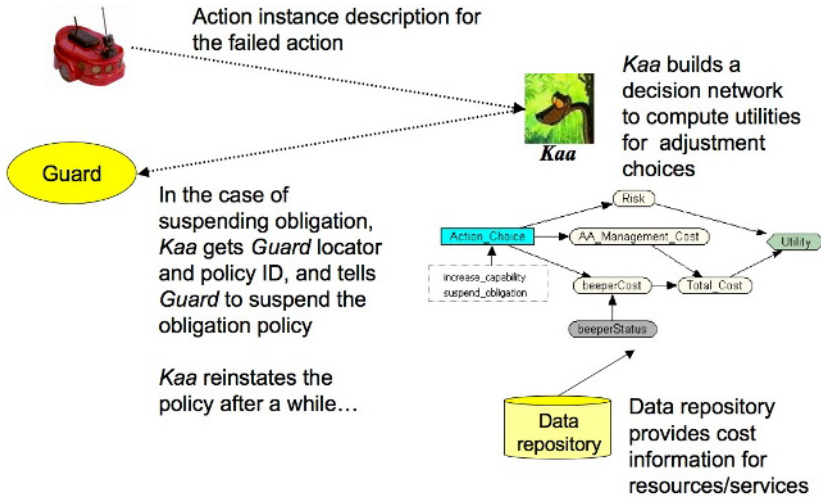 Action instance description for
the failed action
Kaa builds a
decision network
to compute utilities
for adjustment
choices
Kaa
Guard
In the case of
suspending obligation,
Kaa gets Guard locator
and policy ID, and tells
Guard to suspend the
obligation policy
Kaa reinstates the
policy after a while…
Risk
Action_Choice
AA_Management_Cost
Utility
increase_capability
suspend_obligation
beeperCost
Total_Cost
beeperStatus
Data
repository
Data repository
provides cost
information for
resources/services